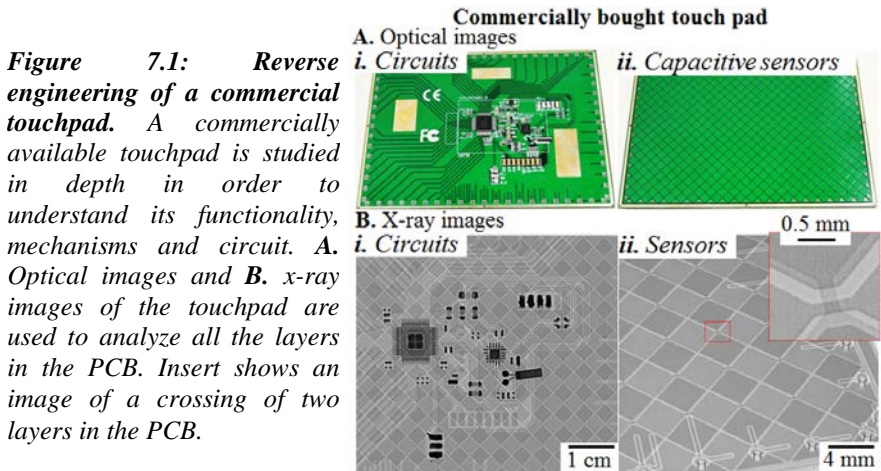 Figure 7.1: Reverse
engineering of a commercial
touchpad. A commercially
available touchpad is studied
in depth in order to
understand its functionality,
mechanisms and circuit. A.
Optical images and B. x-ray
images of the touchpad are
used to analyze all the layers
in the PCB. Insert shows an
image of a crossing of two
layers in the PCB.
Commercially bought touch pad
A. Optical images
i. Circuits
ii. Capacitive sensors
CE
FC
B. X-ray images
i. Circuits
ii. Sensors
0.5 mm
1 cm
4 mm